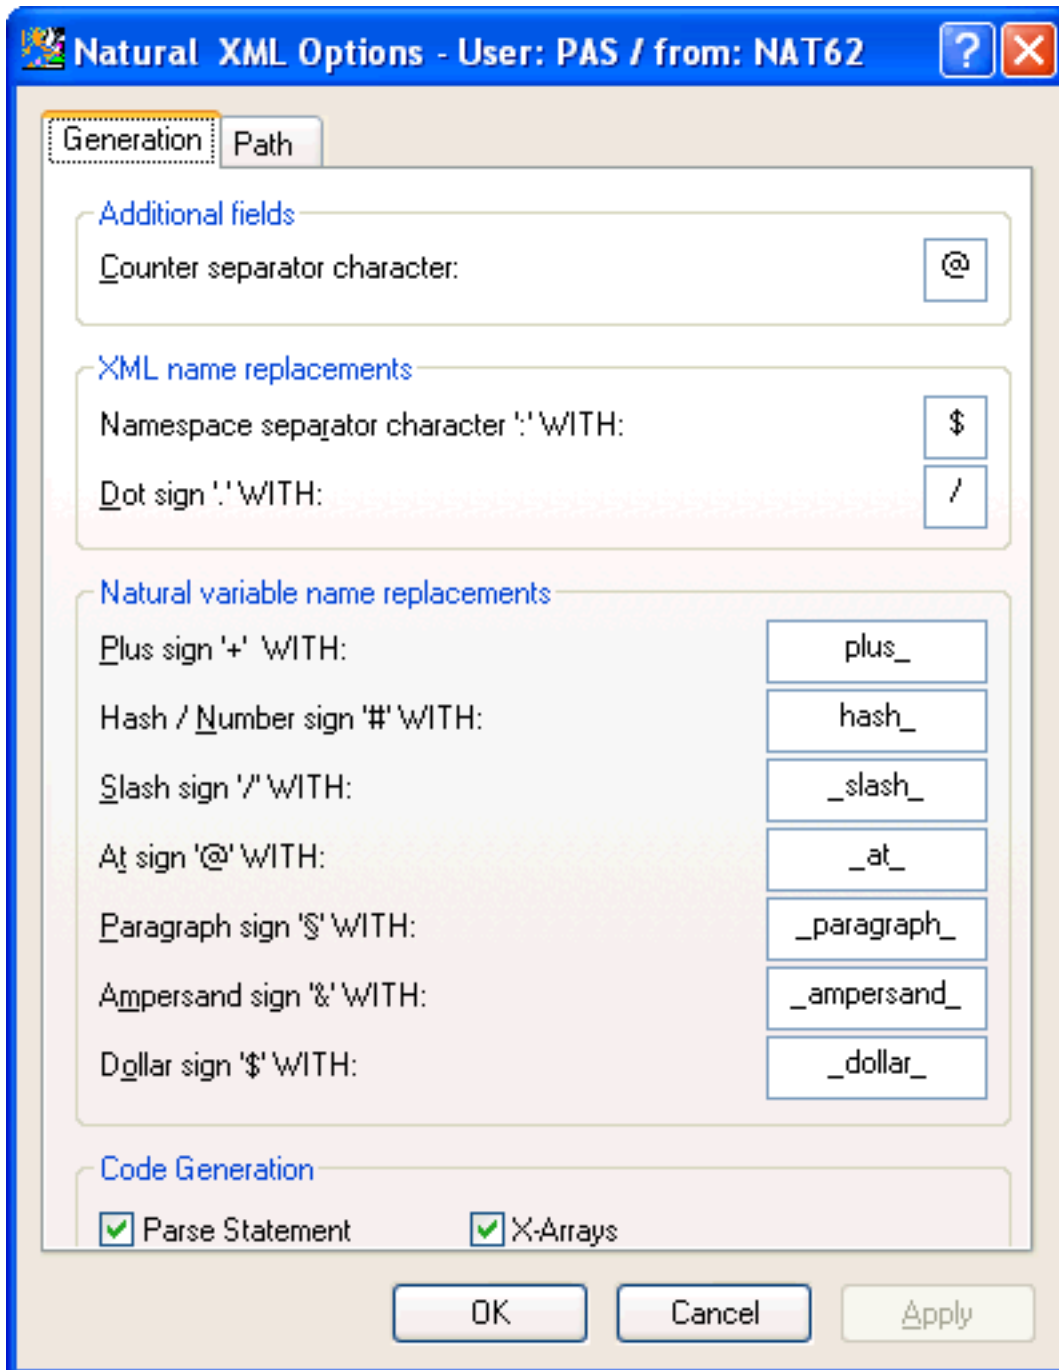 Natural XML Options - User: PAS / from: NAT62
Generation Path
Additional fields
Counter separator character: @
XML name replacements
Namespace separator character ':' WITH: $
Dot sign '.' WITH: /
Natural variable name replacements
Plus sign '+' WITH: plus_
Hash / Number sign '#' WITH: hash_
Slash sign '/' WITH: _slash_
At sign '@' WITH: _at_
Paragraph sign '§' WITH: _paragraph_
Ampersand sign '&' WITH: _ampersand_
Dollar sign '$' WITH: _dollar_
Code Generation
Parse Statement X-Arrays
OK Cancel Apply